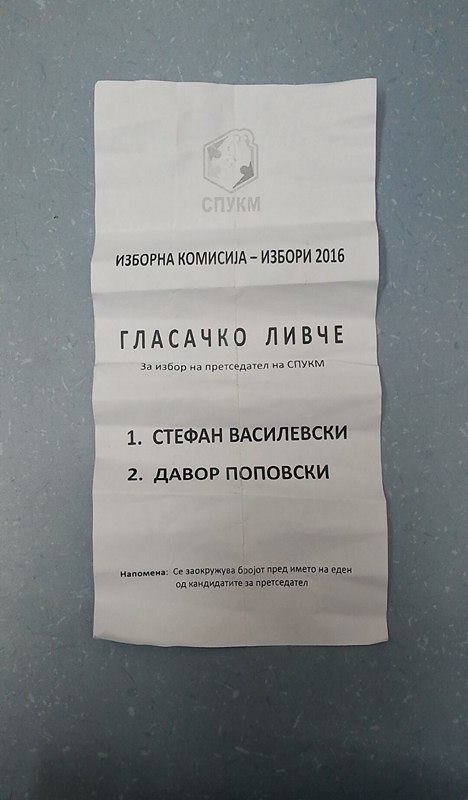 СПУКМ
ИЗБОРНА КОМИСИЈА – ИЗБОРИ 2016
ГЛАСАЧКО ЛИВЧЕ
За избор на претседател на СПУКМ
1. СТЕФАН ВАСИЛЕВСКИ
2. ДАВОР ПОПОВСКИ
Напомена: Се заокружува бројот пред името на еден
од кандидатите за претседател